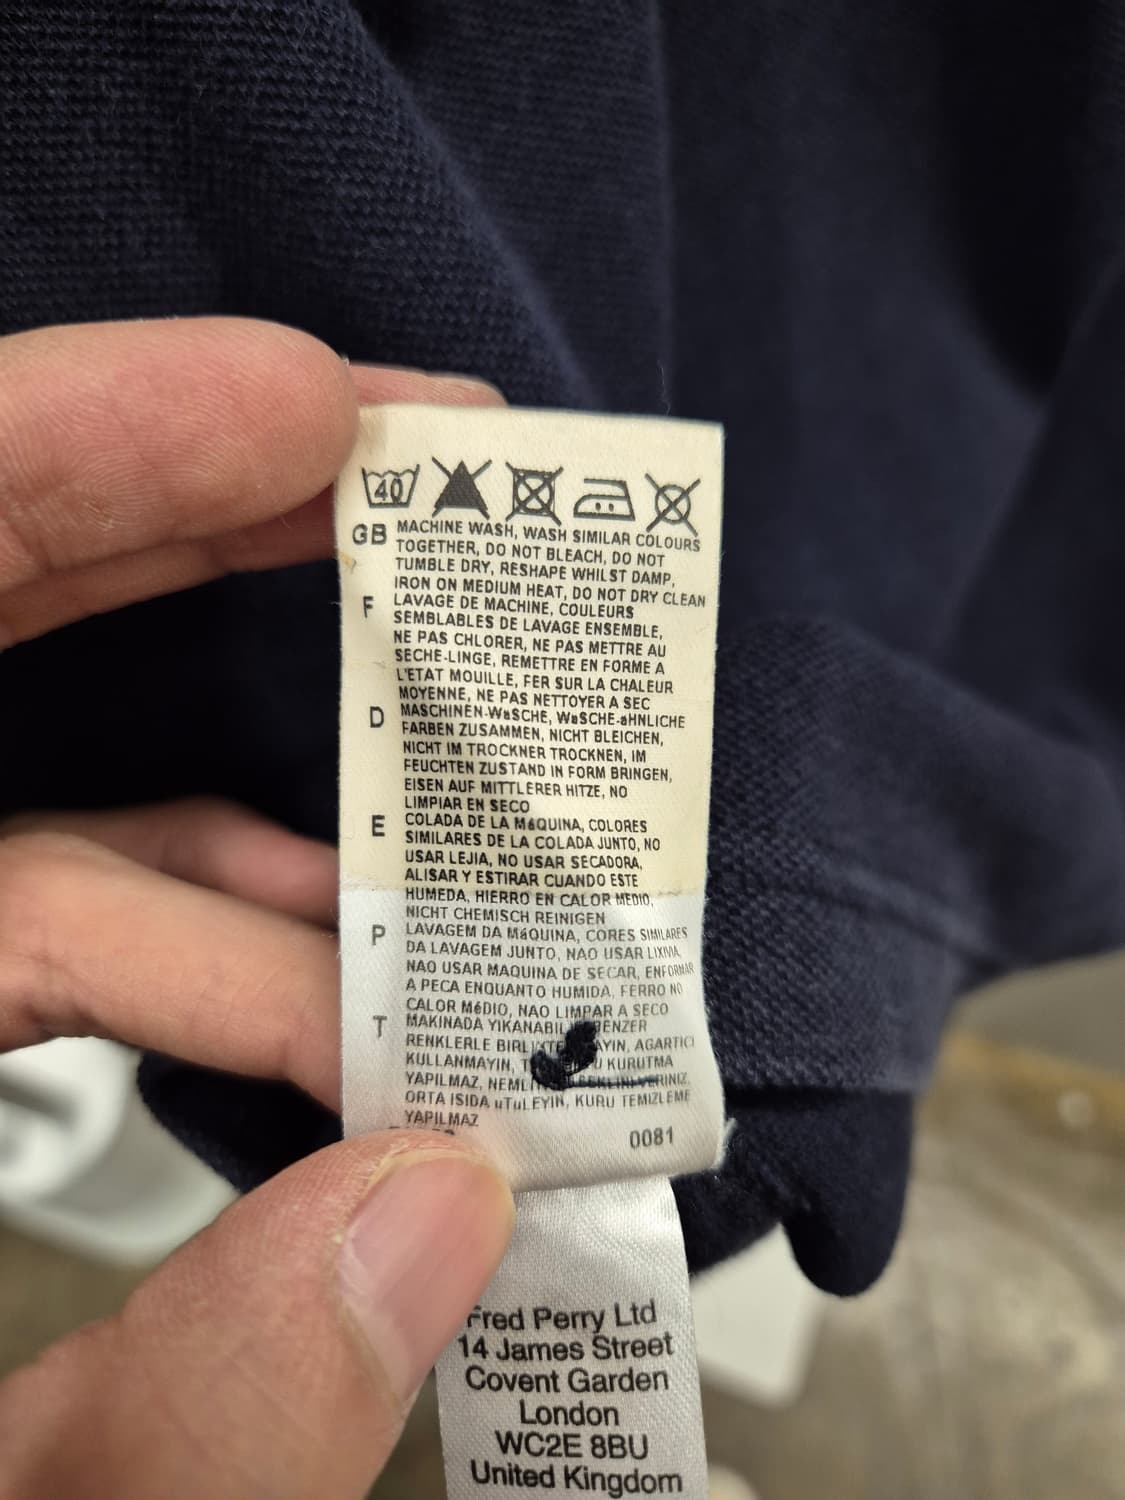 40
GB MACHINE WASH, WASH SIMILAR COLOURS
TOGETHER, DO NOT BLEACH, DO NOT
TUMBLE DRY, RESHAPE WHILST DAMP,
IRON ON MEDIUM HEAT, DO NOT DRY CLEAN
F LAVAGE DE MACHINE, COULEURS
SEMBLABLES DE LAVAGE ENSEMBLE,
NE PAS CHLORER, NE PAS METTRE AU
SECHE-LINGE, REMETTRE EN FORME A
L'ETAT MOUILLE, FER SUR LA CHALEUR
MOYENNE, NE PAS NETTOYER A SEC
D MASCHINEN-WaSCHE, WaSCHE-aHNLICHE
FARBEN ZUSAMMEN, NICHT BLEICHEN,
NICHT IM TROCKNER TROCKNEN, IM
FEUCHTEN ZUSTAND IN FORM BRINGEN,
EISEN AUF MITTLERER HITZE, NO
LIMPIAR EN SECO
E COLADA DE LA MáQUINA, COLORES
SIMILARES DE LA COLADA JUNTO, NO
USAR LEJIA, NO USAR SECADORA,
ALISAR Y ESTIRAR CUANDO ESTE
HUMEDA, HIERRO EN CALOR MEDIO,
NICHT CHEMISCH REINIGEN
P LAVAGEM DA MáQUINA, CORES SIMILARES
DA LAVAGEM JUNTO, NAO USAR LIXIVIA,
NAO USAR MAQUINA DE SECAR, ENFORMAR
A PECA ENQUANTO HUMIDA, FERRO NO
CALOR MéDIO, NAO LIMPAR A SECO
T MAKINADA BENZER
RENKLERLE AGARTICI
KULLANMAYIN, KURUTMA
YAPILMAZ,
ORTA ISIDA uTuLEYIN, KURU TEMIZLEME
YAPILMAZ
0081
Fred Perry Ltd
14 James Street
Covent Garden
London
WC2E 8BU
United Kingdom